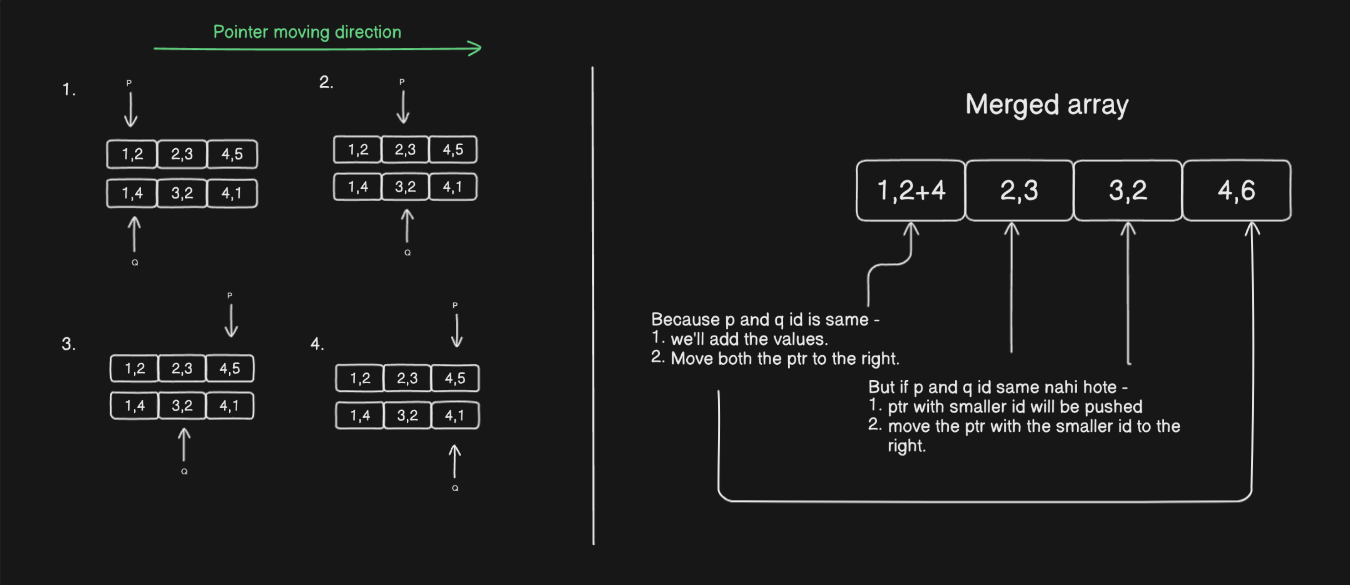 Pointer moving direction
1.
P
1,2 2,3 4,5
1,4 3,2 4,1
Q
2.
P
1,2 2,3 4,5
1,4 3,2 4,1
Q
3.
P
1,2 2,3 4,5
1,4 3,2 4,1
Q
4.
P
1,2 2,3 4,5
1,4 3,2 4,1
Q
Merged array
1,2+4 2,3 3,2 4,6
Because p and q id is same -
1. we'll add the values.
2. Move both the ptr to the right.
But if p and q id same nahi hote -
1. ptr with smaller id will be pushed
2. move the ptr with the smaller id to the
right.